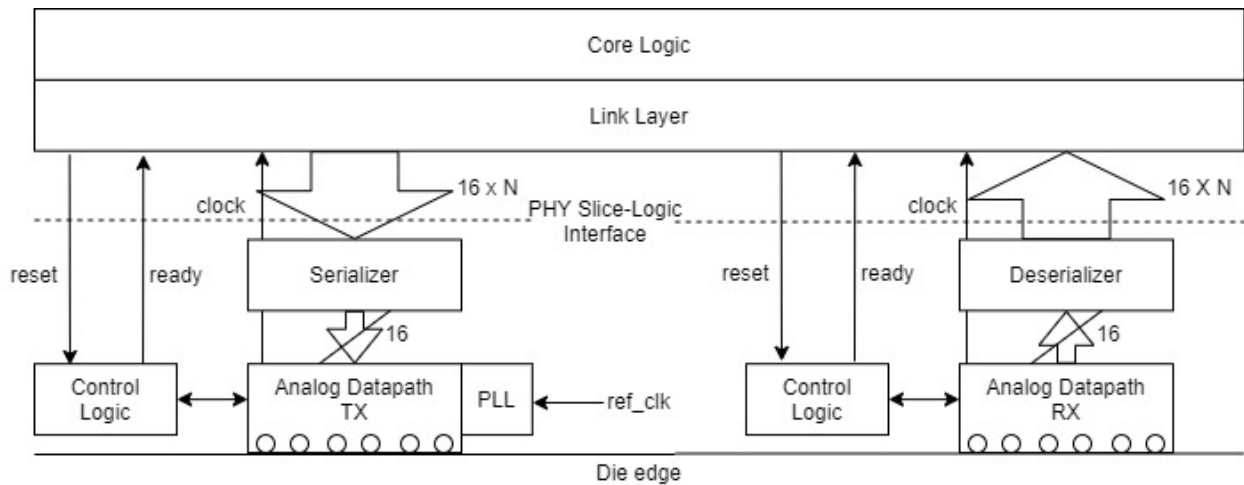 Core Logic
Link Layer
16 x N
16 X N
clock
PHY Slice-Logic
Interface
clock
reset
ready
Serializer
reset
ready
Deserializer
16
16
Control
Logic
Analog Datapath
TX
PLL
ref_clk
Control
Logic
Analog Datapath
RX
Die edge